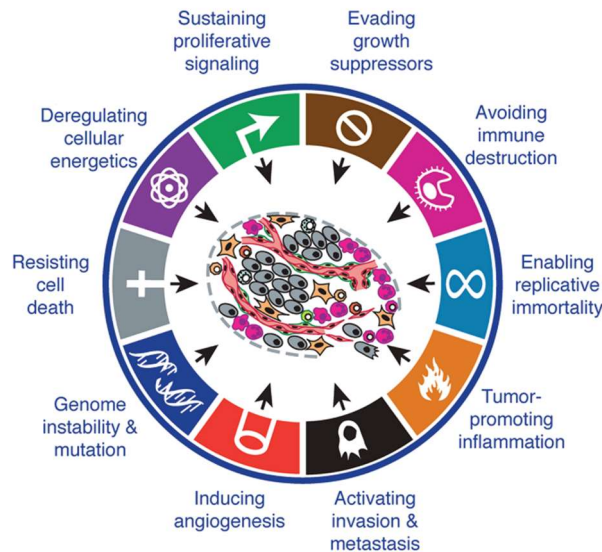 Sustaining
proliferative
signaling
Evading
growth
suppressors
Avoiding
immune
destruction
Enabling
replicative
immortality
Tumor-
promoting
inflammation
Activating
invasion &
metastasis
Inducing
angiogenesis
Genome
instability &
mutation
Resisting
cell
death
Deregulating
cellular
energetics